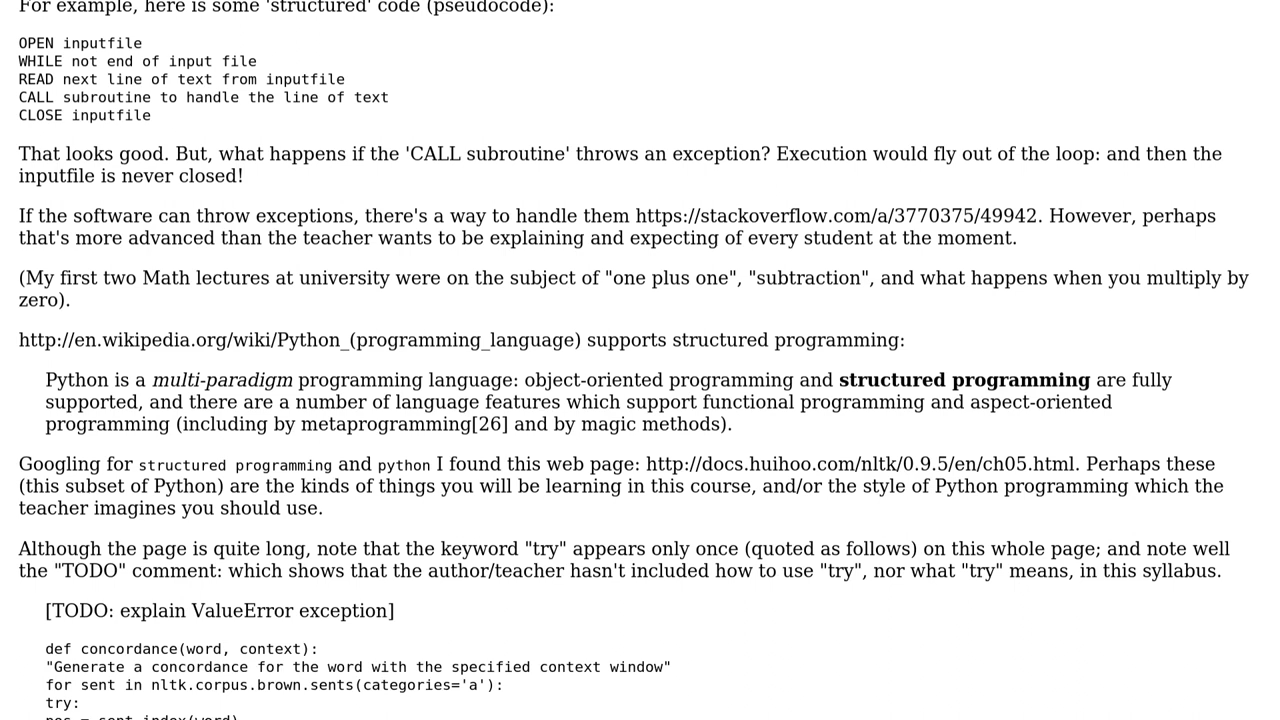 For example, here is some 'structured' code (pseudocode):
OPEN inputfile
WHILE not end of input file
READ next line of text from inputfile
CALL subroutine to handle the line of text
CLOSE inputfile
That looks good. But, what happens if the 'CALL subroutine' throws an exception? Execution would fly out of the loop: and then the
inputfile is never closed!
If the software can throw exceptions, there's a way to handle them https://stackoverflow.com/a/3770375/49942. However, perhaps
that's more advanced than the teacher wants to be explaining and expecting of every student at the moment.
(My first two Math lectures at university were on the subject of "one plus one", "subtraction", and what happens when you multiply by
zero).
http://en.wikipedia.org/wiki/Python_(programming_language) supports structured programming:
Python is a multi-paradigm programming language: object-oriented programming and structured programming are fully
supported, and there are a number of language features which support functional programming and aspect-oriented
programming (including by metaprogramming[26] and by magic methods).
Googling for structured programming and python I found this web page: http://docs.huihoo.com/nltk/0.9.5/en/ch05.html. Perhaps these
(this subset of Python) are the kinds of things you will be learning in this course, and/or the style of Python programming which the
teacher imagines you should use.
Although the page is quite long, note that the keyword "try" appears only once (quoted as follows) on this whole page; and note well
the "TODO" comment: which shows that the author/teacher hasn't included how to use "try", nor what "try" means, in this syllabus.
[TODO: explain ValueError exception]
def concordance(word, context):
"Generate a concordance for the word with the specified context window"
for sent in nltk.corpus.brown.sents(categories='a'):
try:
pos = sent.index(word)